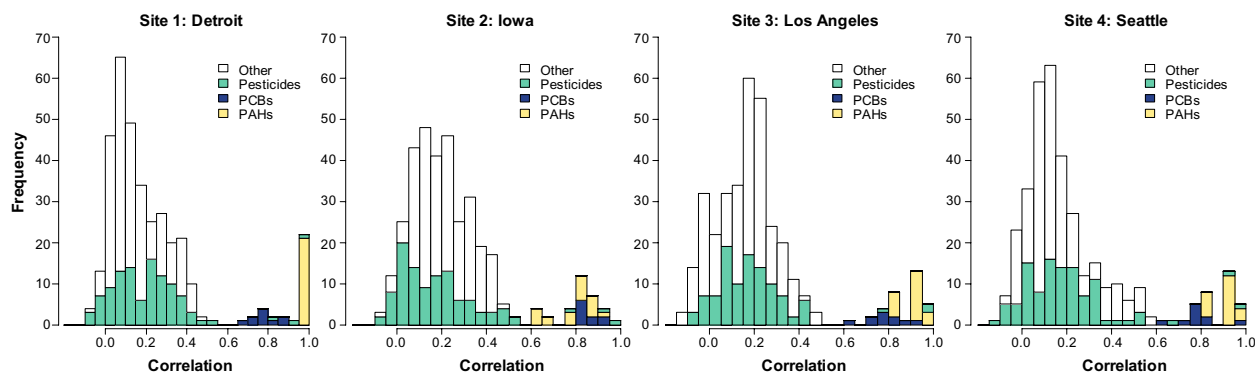 Site 1: Detroit
Site 2: Iowa
Site 3: Los Angeles
Site 4: Seattle
Frequency
70
60
50
40
30
20
10
0
Other
Pesticides
PCBs
PAHs
0.0 0.2 0.4 0.6 0.8 1.0
Correlation
70
60
50
40
30
20
10
0
Other
Pesticides
PCBs
PAHs
0.0 0.2 0.4 0.6 0.8 1.0
Correlation
70
60
50
40
30
20
10
0
Other
Pesticides
PCBs
PAHs
0.0 0.2 0.4 0.6 0.8 1.0
Correlation
70
60
50
40
30
20
10
0
Other
Pesticides
PCBs
PAHs
0.0 0.2 0.4 0.6 0.8 1.0
Correlation